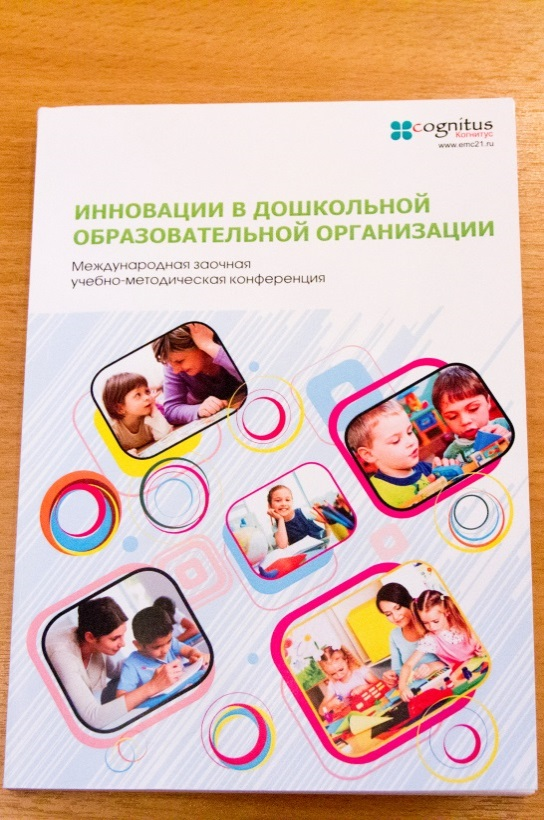 cognitus
Когнитус
www.emc21.ru
ИННОВАЦИИ В ДОШКОЛЬНОЙ
ОБРАЗОВАТЕЛЬНОЙ ОРГАНИЗАЦИИ
Международная заочная
учебно-методическая конференция